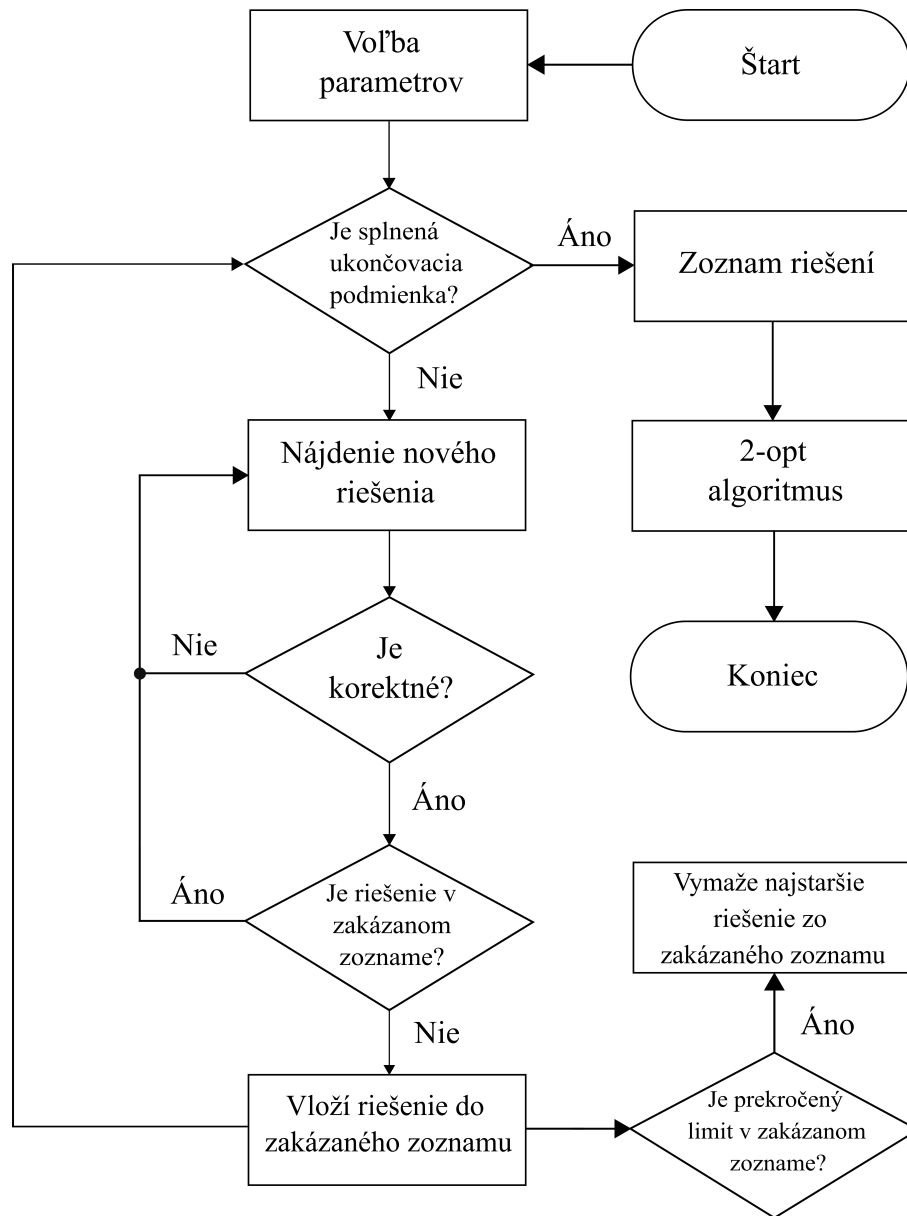 Štart
Voľba
parametrov
Je splnená
ukončovacia
podmienka?
Áno
Zoznam riešení
Nie
Nájdenie nového
riešenia
2-opt
algoritmus
Nie
Je
korektné?
Koniec
Áno
Áno
Je riešenie v
zakázanom
zozname?
Vymaže najstaršie
riešenie zo
zakázaného zoznamu
Nie
Áno
Vloží riešenie do
zakázaného zoznamu
Je prekročený
limit v zakázanom
zozname?